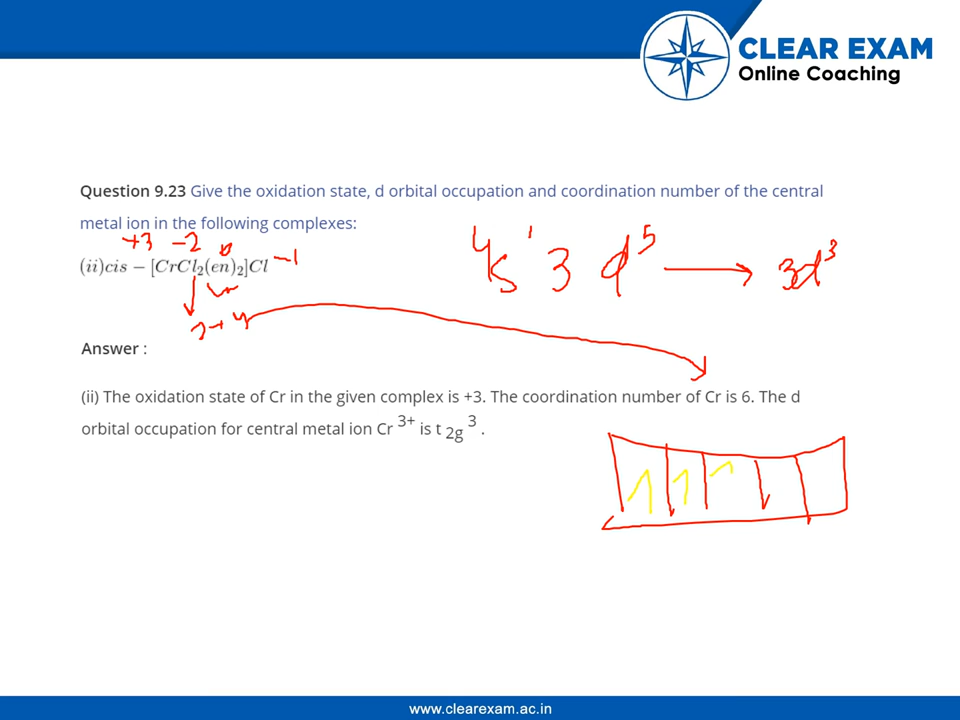 CLEAR EXAM
Online Coaching
Question 9.23 Give the oxidation state, d orbital occupation and coordination number of the central
metal ion in the following complexes:
+3 -2 0
(ii)cis − [CrCl₂(en)₂]Cl -1
4s¹ 3d⁵ → 3d³
2+4
Answer :
(ii) The oxidation state of Cr in the given complex is +3. The coordination number of Cr is 6. The d
orbital occupation for central metal ion Cr ³⁺ is t ₂g ³ .
1 1 1
www.clearexam.ac.in